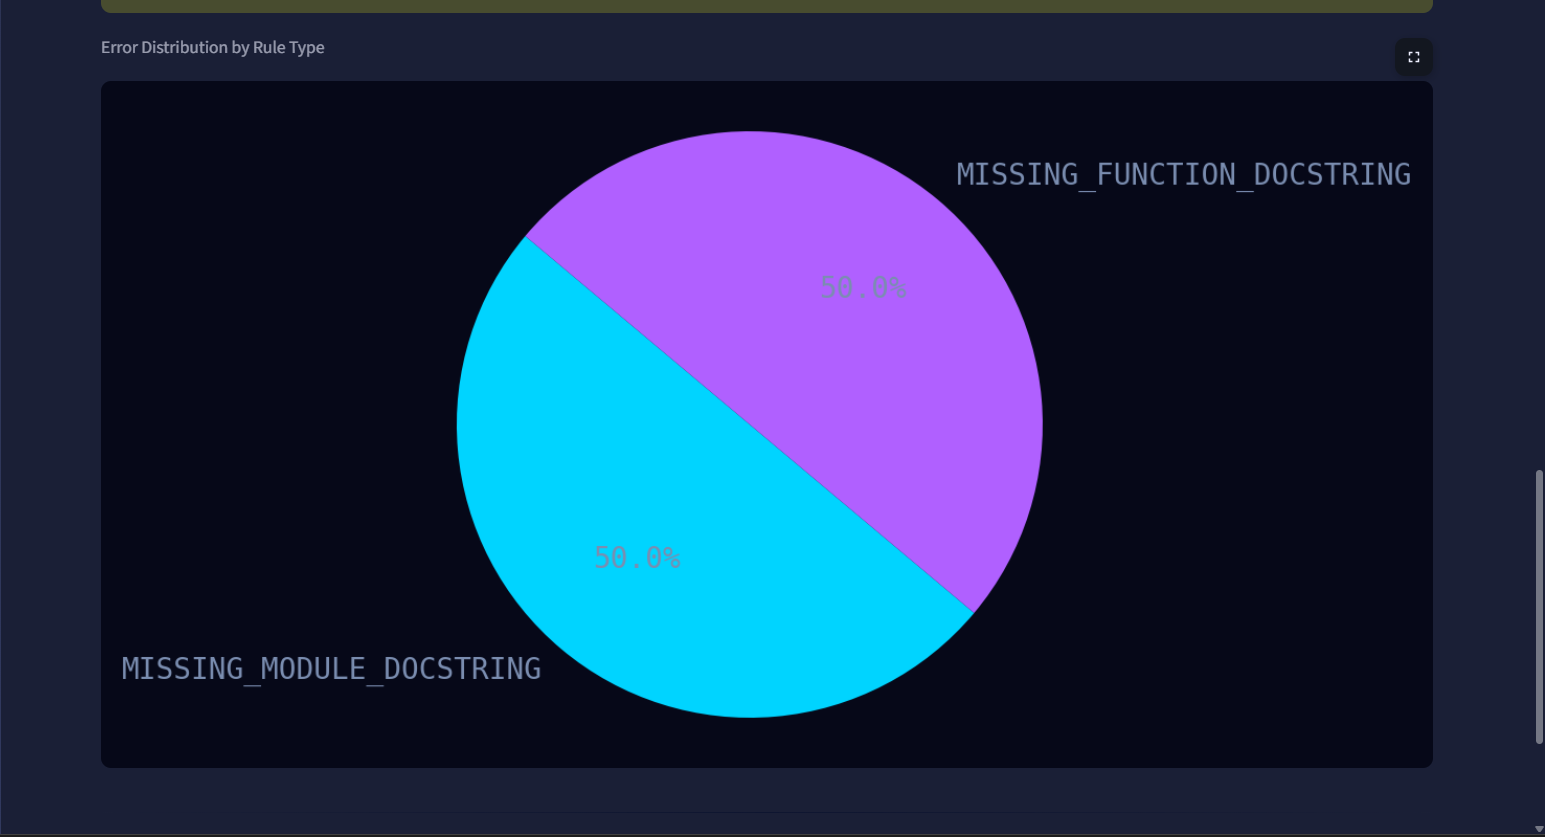 Error Distribution by Rule Type
MISSING_FUNCTION_DOCSTRING
50.0%
50.0%
MISSING_MODULE_DOCSTRING